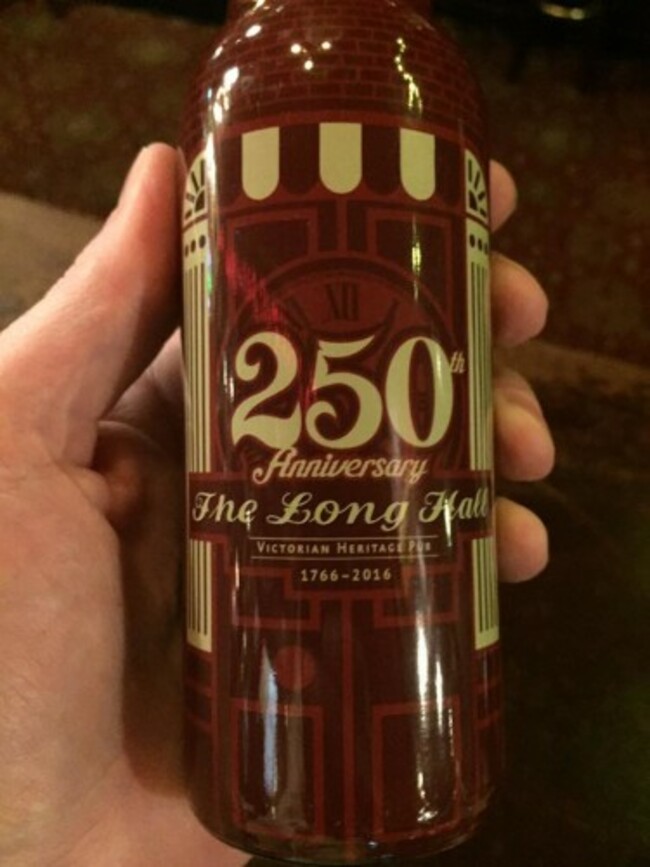 XII
250th
Anniversary
The Long Hall
VICTORIAN HERITAGE PUB
1766-2016